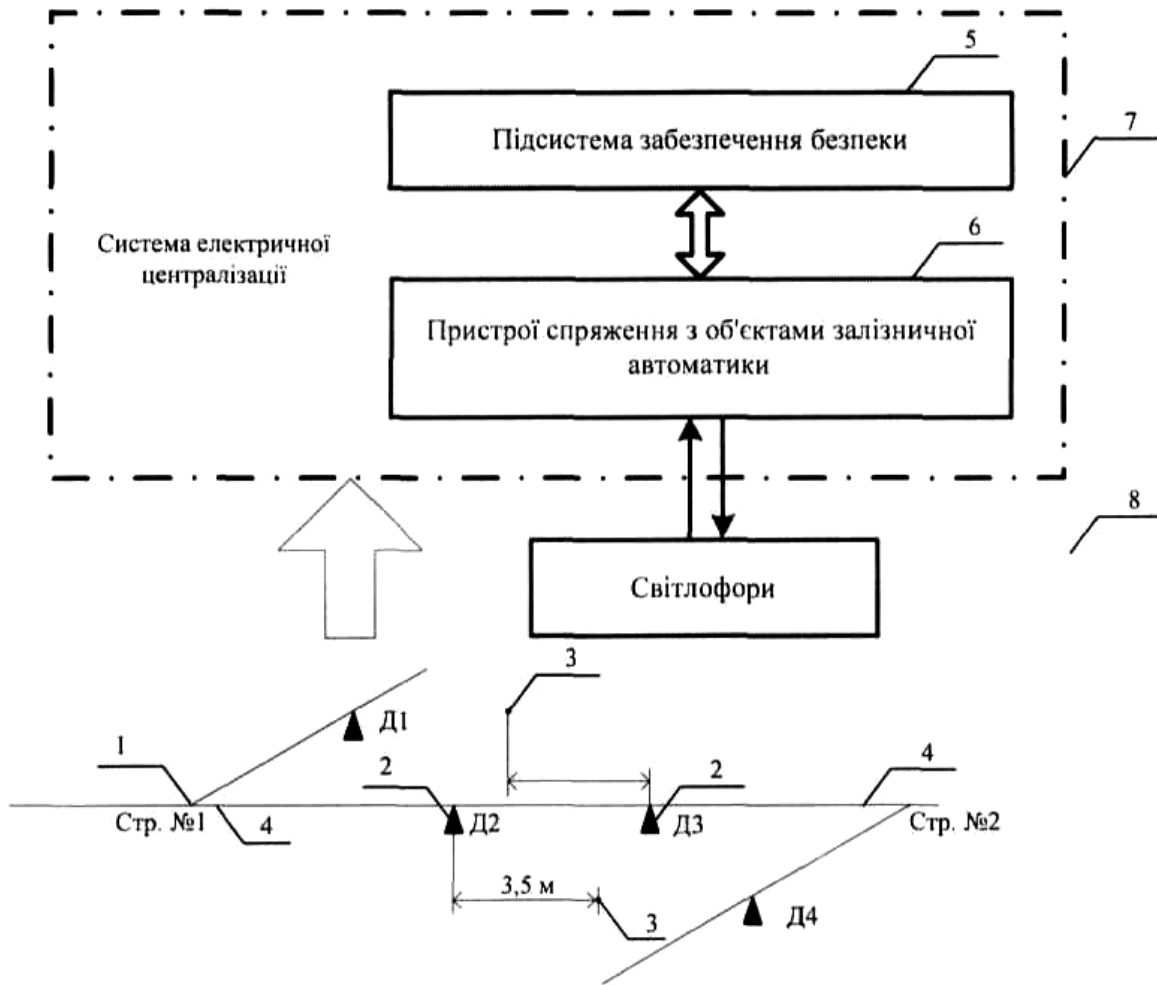 5
Підсистема забезпечення безпеки
7
Система електричної
централізації
6
Пристрої спряження з об'єктами залізничної
автоматики
8
Світлофори
3
Д1
1
2
2
4
Стр. №1
4
Д2
Д3
Стр. №2
3,5 м
3
Д4